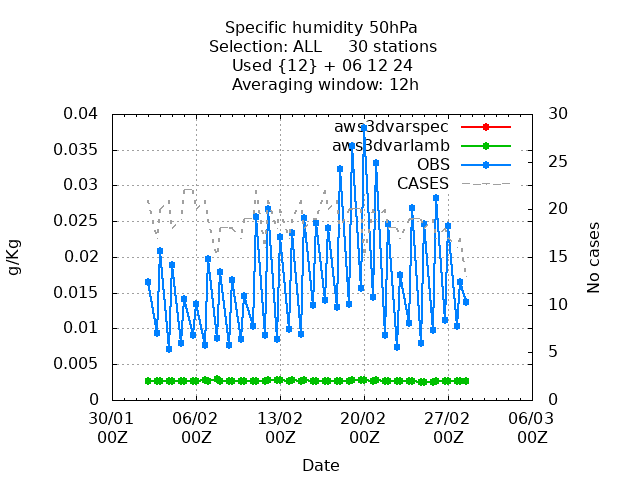 Specific humidity 50hPa
Selection: ALL 30 stations
Used {12} + 06 12 24
Averaging window: 12h
0.04
0.035
0.03
0.025
0.02
0.015
0.01
0.005
0
g/Kg
30
25
20
15
10
5
0
No cases
aws3dvarspec
aws3dvarlamb
OBS
CASES
30/01 06/02 13/02 20/02 27/02 06/03
00Z 00Z 00Z 00Z 00Z 00Z
Date